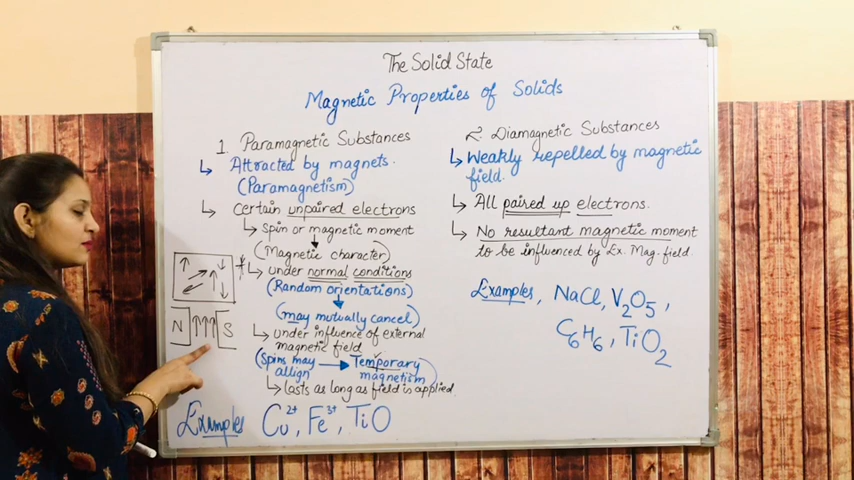 The Solid State
Magnetic Properties of Solids
1. Paramagnetic Substances
↳ Attracted by magnets.
(Paramagnetism)
↳ Certain unpaired electrons
↳ Spin or magnetic moment
(Magnetic character)
↳ under normal conditions
(Random orientations)
(may mutually cancel)
↳ under influence of external
magnetic field
(Spins may allign → Temporary magnetism)
↳ lasts as long as field is applied
N ↑↑↑ S
Examples Cu²⁺, Fe³⁺, TiO
2. Diamagnetic Substances
↳ Weakly repelled by magnetic
field.
↳ All paired up electrons.
↳ No resultant magnetic moment
to be influenced by Ex. Mag. field.
Examples, NaCl, V₂O₅,
C₆H₆, TiO₂